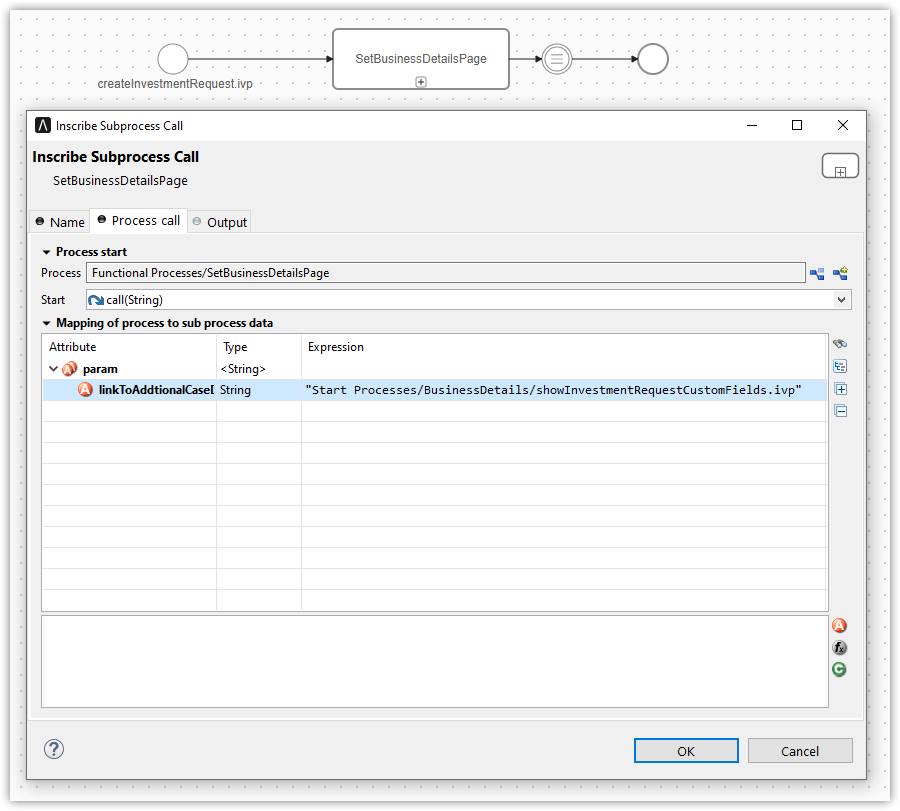 SetBusinessDetailsPage
createInvestmentRequest.ivp
Inscribe Subprocess Call
Inscribe Subprocess Call
SetBusinessDetailsPage
Name Process call Output
Process start
Process Functional Processes/SetBusinessDetailsPage
Start call(String)
Mapping of process to sub process data
Attribute Type Expression
param <String>
linkToAddtionalCaseD String "Start Processes/BusinessDetails/showInvestmentRequestCustomFields.ivp"
OK Cancel